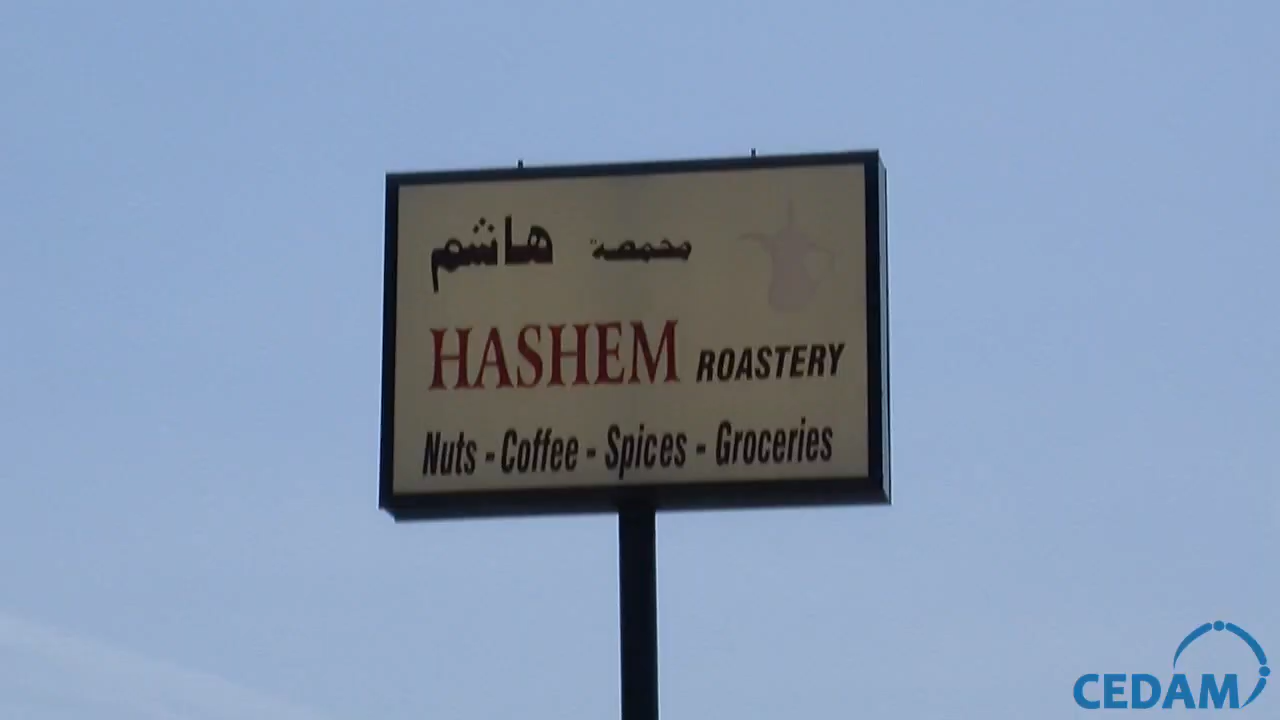 محمصة هاشم
HASHEM ROASTERY
Nuts - Coffee - Spices - Groceries
CEDAM